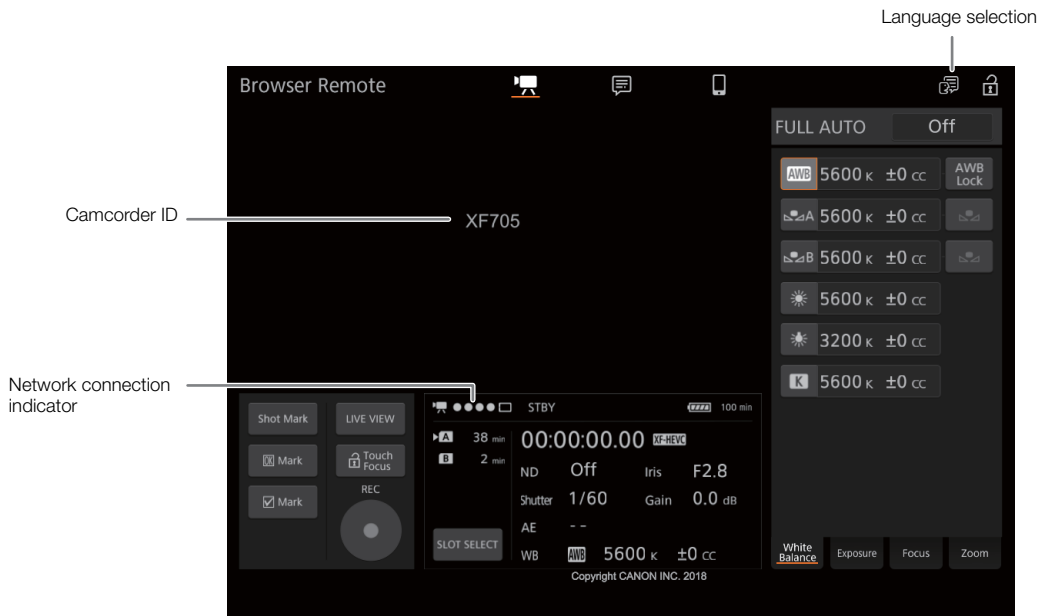 Language selection
Browser Remote
FULL AUTO Off
AWB 5600 K ±0 CC AWB Lock
A 5600 K ±0 CC
Camcorder ID
XF705
B 5600 K ±0 CC
5600 K ±0 CC
3200 K ±0 CC
K 5600 K ±0 CC
Network connection
indicator
Shot Mark LIVE VIEW
OK Mark Touch
Focus
Mark REC
STBY 100 min
A 38 min 00:00:00.00 XF-HEVC
B 2 min
ND Off Iris F2.8
Shutter 1/60 Gain 0.0 dB
AE --
SLOT SELECT
WB AWB 5600 K ±0 CC
White
Balance Exposure Focus Zoom
Copyright CANON INC. 2018